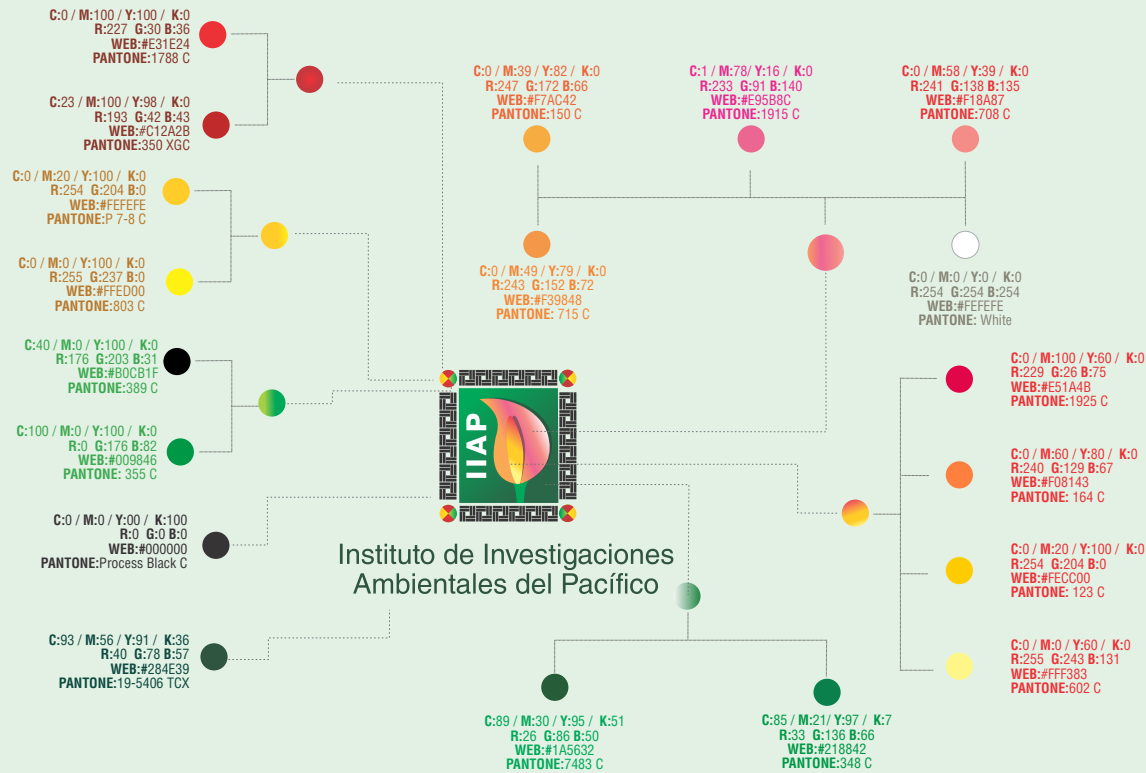 C:0 / M:100 / Y:100 /  K:0
R:227  G:30 B:36
WEB:#E31E24
PANTONE:1788 C
C:23 / M:100 / Y:98 /  K:0
R:193  G:42 B:43
WEB:#C12A2B
PANTONE:350 XGC
C:0 / M:20 / Y:100 /  K:0
R:254  G:204 B:0
WEB:#FEFEFE
PANTONE:P 7-8 C
C:0 / M:0 / Y:100 /  K:0
R:255  G:237 B:0
WEB:#FFED00
PANTONE:803 C
C:40 / M:0 / Y:100 /  K:0
R:176  G:203 B:31
WEB:#B0CB1F
PANTONE:389 C
C:100 / M:0 / Y:100 /  K:0
R:0  G:176 B:82
WEB:#009846
PANTONE: 355 C
C:0 / M:0 / Y:00 /  K:100
R:0  G:0 B:0
WEB:#000000
PANTONE:Process Black C
C:93 / M:56 / Y:91 /  K:36
R:40  G:78 B:57
WEB:#284E39
PANTONE:19-5406 TCX
C:0 / M:39 / Y:82 /  K:0
R:247  G:172 B:66
WEB:#F7AC42
PANTONE:150 C
C:1 / M:78/ Y:16 /  K:0
R:233  G:91 B:140
WEB:#E95B8C
PANTONE:1915 C
C:0 / M:58 / Y:39 /  K:0
R:241  G:138 B:135
WEB:#F18A87
PANTONE:708 C
C:0 / M:49 / Y:79 /  K:0
R:243  G:152 B:72
WEB:#F39848
PANTONE: 715 C
C:0 / M:0 / Y:0 /  K:0
R:254  G:254 B:254
WEB:#FEFEFE
PANTONE: White
IIAP
Instituto de Investigaciones
Ambientales del Pacífico
C:0 / M:100 / Y:60 /  K:0
R:229  G:26 B:75
WEB:#E51A4B
PANTONE:1925 C
C:0 / M:60 / Y:80 /  K:0
R:240  G:129 B:67
WEB:#F08143
PANTONE: 164 C
C:0 / M:20 / Y:100 /  K:0
R:254  G:204 B:0
WEB:#FECC00
PANTONE: 123 C
C:0 / M:0 / Y:60 /  K:0
R:255  G:243 B:131
WEB:#FFF383
PANTONE:602 C
C:89 / M:30 / Y:95 /  K:51
R:26  G:86 B:50
WEB:#1A5632
PANTONE:7483 C
C:85 / M:21/ Y:97 /  K:7
R:33  G:136 B:66
WEB:#218842
PANTONE:348 C